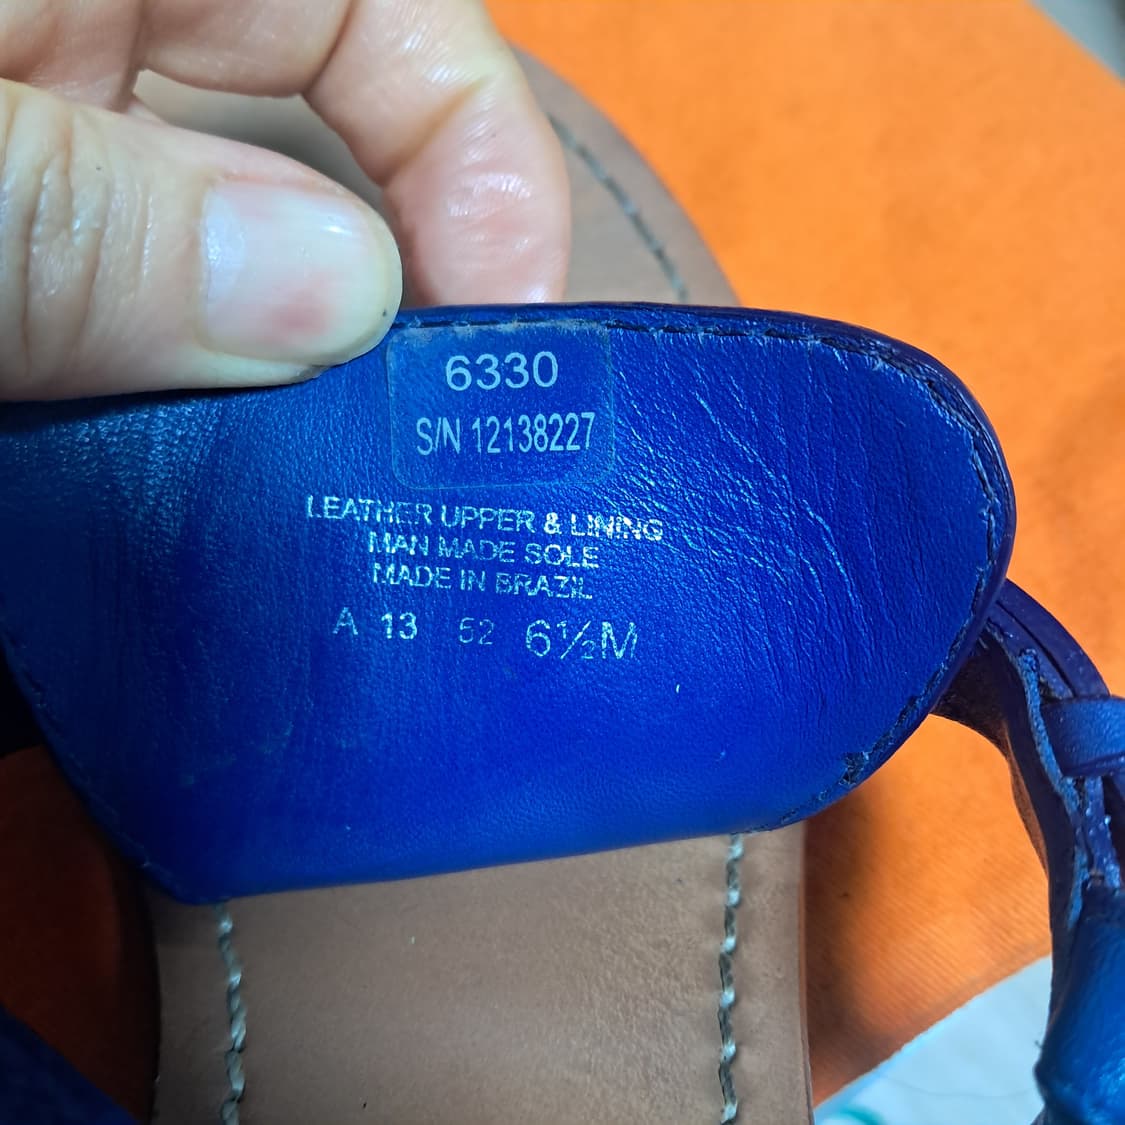 6330
S/N 12138227
LEATHER UPPER & LINING
MAN MADE SOLE
MADE IN BRAZIL
A 13 52 6½M